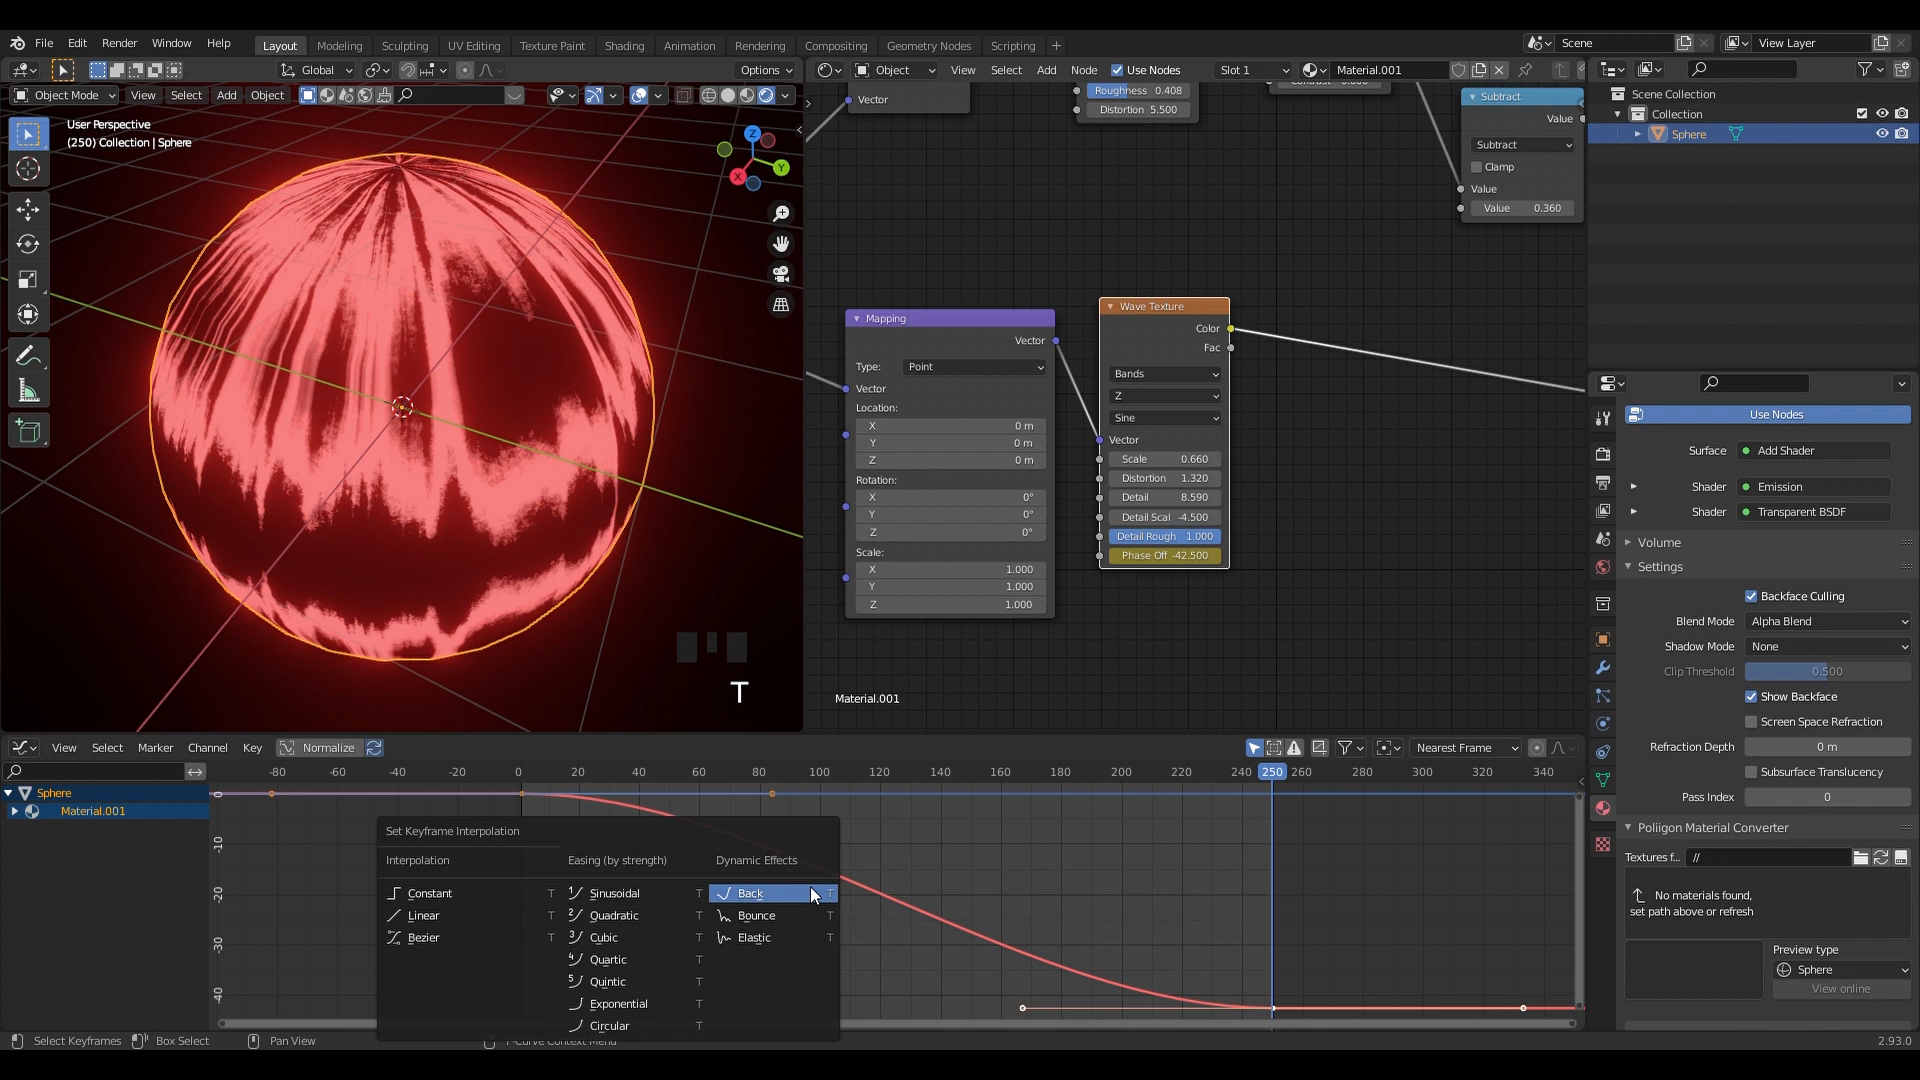 File Edit Render Window Help
Layout Modeling Sculpting UV Editing Texture Paint Shading Animation Rendering Compositing Geometry Nodes Scripting +
Scene
View Layer
Global
Options
Object
View Select Add Node Use Nodes
Slot 1
Material.001
Object Mode View Select Add Object
User Perspective
(250) Collection | Sphere
Z
Y
X
T
Vector
Roughness 0.408
Distortion 5.500
Subtract
Value
Subtract
Clamp
Value
Value 0.360
Mapping
Vector
Type: Point
Vector
Location:
X 0 m
Y 0 m
Z 0 m
Rotation:
X 0°
Y 0°
Z 0°
Scale:
X 1.000
Y 1.000
Z 1.000
Wave Texture
Color
Fac
Bands
Z
Sine
Vector
Scale 0.660
Distortion 1.320
Detail 8.590
Detail Scal -4.500
Detail Rough 1.000
Phase Off -42.500
Material.001
Scene Collection
Collection
Sphere
Use Nodes
Surface Add Shader
Shader Emission
Shader Transparent BSDF
Volume
Settings
Backface Culling
Blend Mode Alpha Blend
Shadow Mode None
Clip Threshold 0.500
Show Backface
Screen Space Refraction
Refraction Depth 0 m
Subsurface Translucency
Pass Index 0
Poliigon Material Converter
Textures f... //
No materials found,
set path above or refresh
Preview type
Sphere
View online
View Select Marker Channel Key Normalize
Nearest Frame
-80 -60 -40 -20 0 20 40 60 80 100 120 140 160 180 200 220 240 250 260 280 300 320 340
Sphere
Material.001
0
-10
-20
-30
-40
Set Keyframe Interpolation
Interpolation
Constant T
Linear T
Bezier T
Easing (by strength)
Sinusoidal T
Quadratic T
Cubic T
Quartic T
Quintic T
Exponential T
Circular T
Dynamic Effects
Back T
Bounce T
Elastic T
Select Keyframes Box Select Pan View
2.93.0